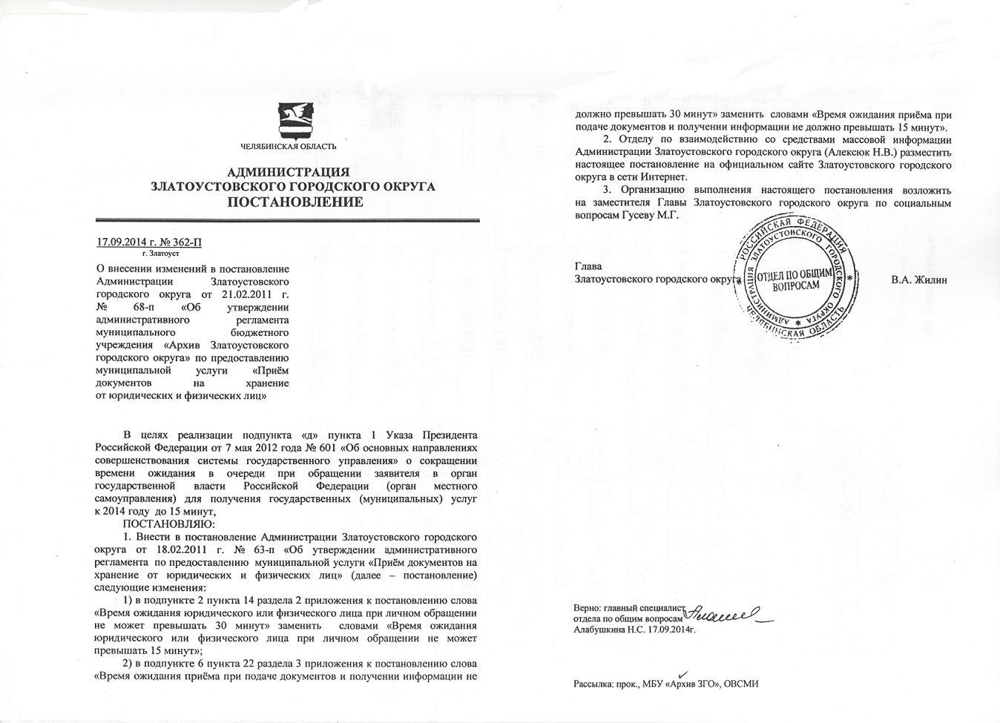 ЧЕЛЯБИНСКАЯ ОБЛАСТЬ
АДМИНИСТРАЦИЯ
ЗЛАТОУСТОВСКОГО ГОРОДСКОГО ОКРУГА
ПОСТАНОВЛЕНИЕ
17.09.2014 г. № 362-П
г. Златоуст
О внесении изменений в постановление
Администрации Златоустовского
городского округа от 21.02.2011 г.
№ 68-п «Об утверждении
административного регламента
муниципального бюджетного
учреждения «Архив Златоустовского
городского округа» по предоставлению
муниципальной услуги «Приём
документов на хранение
от юридических и физических лиц»
В целях реализации подпункта «д» пункта 1 Указа Президента
Российской Федерации от 7 мая 2012 года № 601 «Об основных направлениях
совершенствования системы государственного управления» о сокращении
времени ожидания в очереди при обращении заявителя в орган
государственной власти Российской Федерации (орган местного
самоуправления) для получения государственных (муниципальных) услуг
к 2014 году до 15 минут,
ПОСТАНОВЛЯЮ:
1. Внести в постановление Администрации Златоустовского городского
округа от 18.02.2011 г. № 63-п «Об утверждении административного
регламента по предоставлению муниципальной услуги «Приём документов на
хранение от юридических и физических лиц» (далее – постановление)
следующие изменения:
1) в подпункте 2 пункта 14 раздела 2 приложения к постановлению слова
«Время ожидания юридического или физического лица при личном обращении
не может превышать 30 минут» заменить словами «Время ожидания
юридического или физического лица при личном обращении не может
превышать 15 минут»;
2) в подпункте 6 пункта 22 раздела 3 приложения к постановлению слова
«Время ожидания приёма при подаче документов и получении информации не
должно превышать 30 минут» заменить словами «Время ожидания приёма при
подаче документов и получении информации не должно превышать 15 минут».
2. Отделу по взаимодействию со средствами массовой информации
Администрации Златоустовского городского округа (Алексюк Н.В.) разместить
настоящее постановление на официальном сайте Златоустовского городского
округа в сети Интернет.
3. Организацию выполнения настоящего постановления возложить
на заместителя Главы Златоустовского городского округа по социальным
вопросам Гусеву М.Г.
Глава
Златоустовского городского округа В.А. Жилин
РОССИЙСКАЯ ФЕДЕРАЦИЯ * ЧЕЛЯБИНСКАЯ ОБЛАСТЬ *
АДМИНИСТРАЦИЯ ЗЛАТОУСТОВСКОГО ГОРОДСКОГО ОКРУГА *
ОТДЕЛ ПО ОБЩИМ
ВОПРОСАМ
Верно: главный специалист
отдела по общим вопросам
Алабушкина Н.С. 17.09.2014г.
Рассылка: прок., МБУ «Архив ЗГО», ОВСМИ